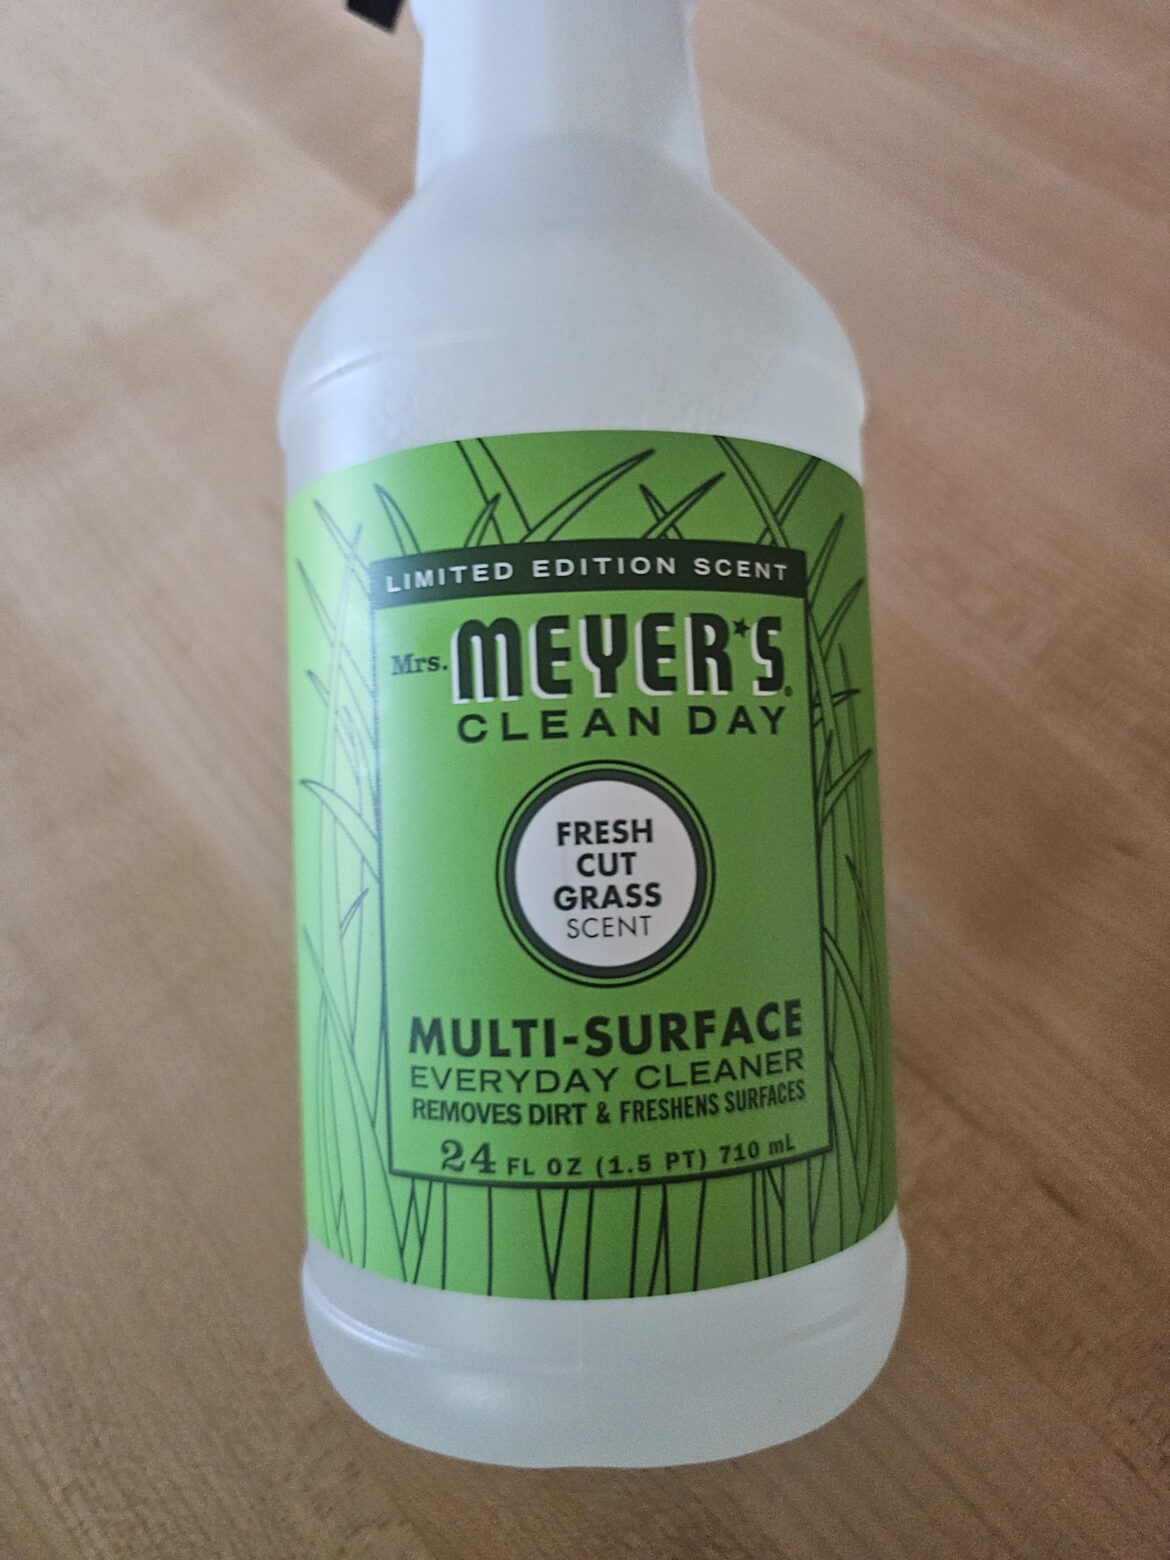 LIMITED EDITION SCENT
Mrs. MEYER'S®
CLEAN DAY
FRESH
CUT
GRASS
SCENT
MULTI-SURFACE
EVERYDAY CLEANER
REMOVES DIRT & FRESHENS SURFACES
24 FL OZ (1.5 PT) 710 mL